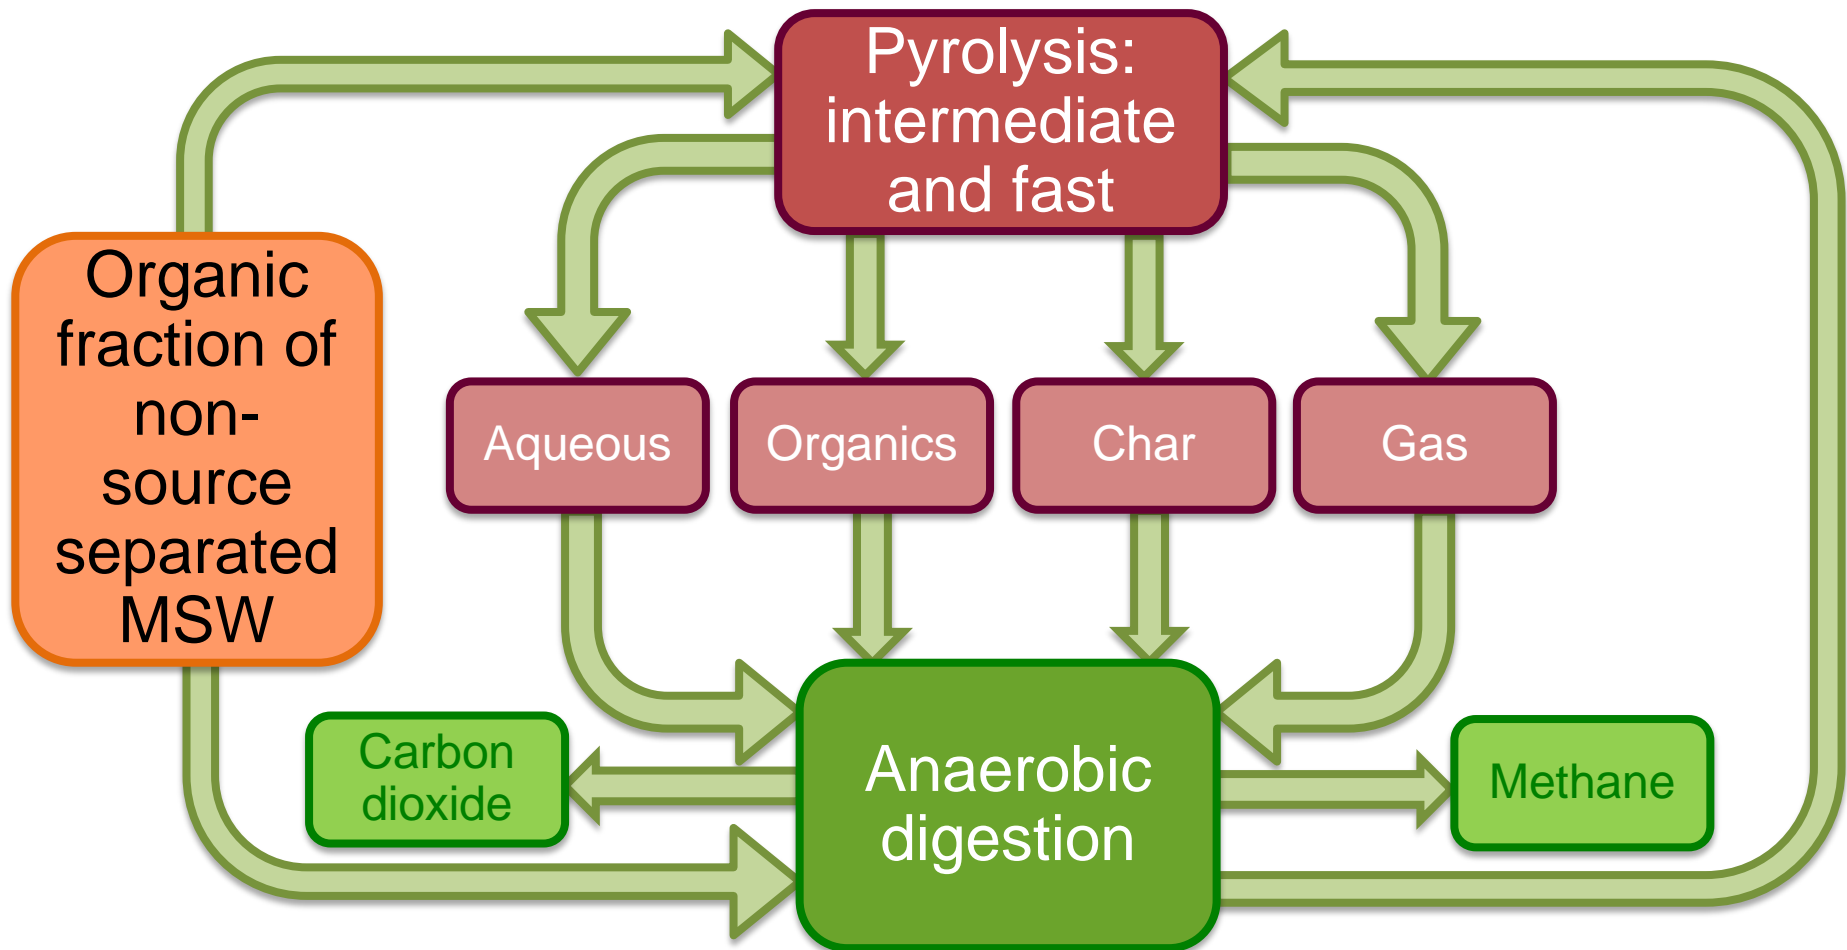 Pyrolysis:
intermediate
and fast
Organic
fraction of
non-
source
separated
MSW
Aqueous
Organics
Char
Gas
Carbon
dioxide
Anaerobic
digestion
Methane